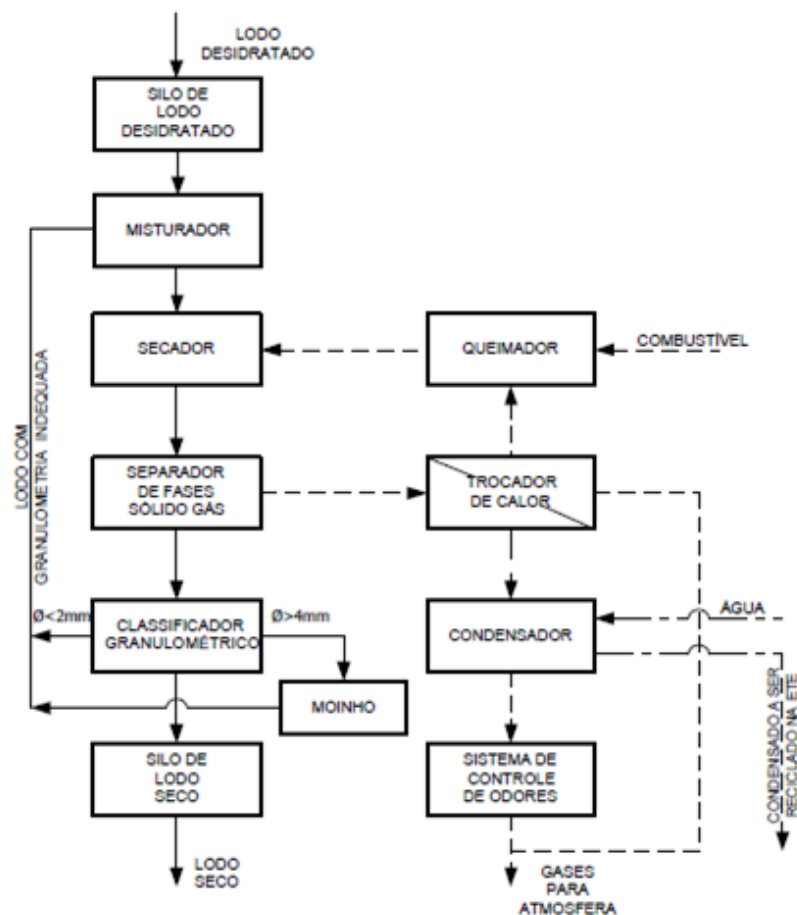 LODO
DESIDRATADO
SILO DE
LODO
DESIDRATADO
MISTURADOR
SECADOR
QUEIMADOR
COMBUSTÍVEL
LODO COM
GRANULOMETRIA INDEQUADA
SEPARADOR
DE FASES
SÓLIDO GÁS
TROCADOR
DE CALOR
Ø<2mm
CLASSIFICADOR
GRANULOMÉTRICO
Ø>4mm
CONDENSADOR
ÁGUA
MOINHO
SILO DE
LODO
SECO
SISTEMA DE
CONTROLE
DE ODORES
CONDENSADO A SER
RECICLADO NA ETE
LODO
SECO
GASES
PARA
ATMOSFERA